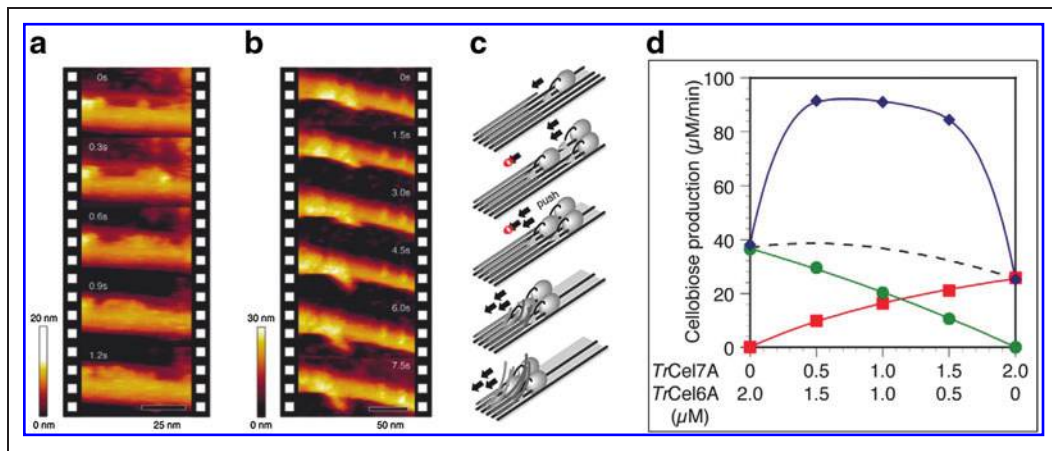 a
0s
0.3s
0.6s
0.9s
1.2s
20 nm
0 nm
25 nm
b
0s
1.5s
3.0s
4.5s
6.0s
7.5s
30 nm
0 nm
50 nm
c
push
d
Cellobiose production (µM/min)
100
80
60
40
20
0
TrCel7A 0 0.5 1.0 1.5 2.0
TrCel6A 2.0 1.5 1.0 0.5 0
(µM)